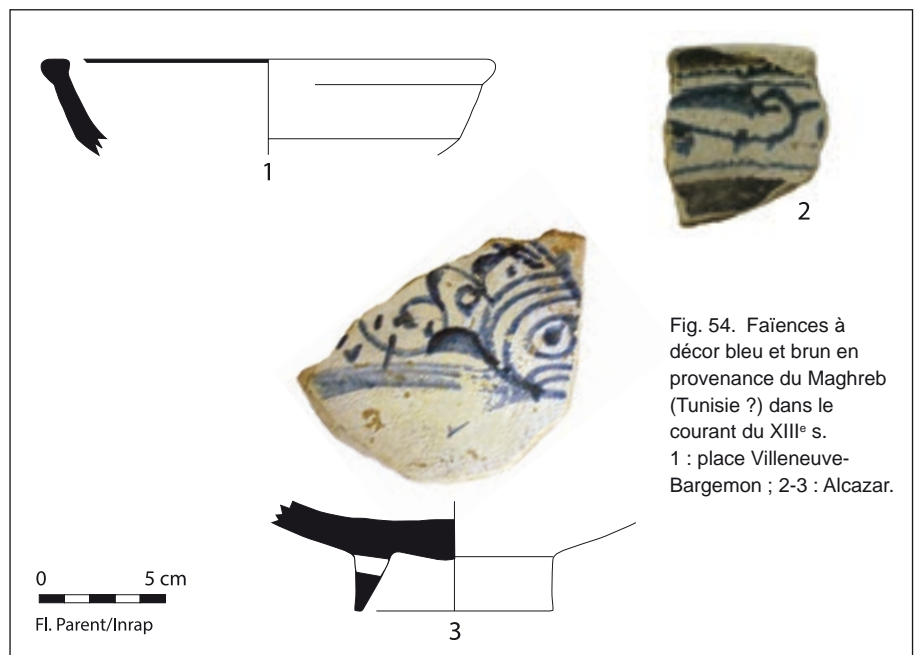 1
2
Fig. 54. Faïences à
décor bleu et brun en
provenance du Maghreb
(Tunisie ?) dans le
courant du XIIIᵉ s.
1 : place Villeneuve-
Bargemon ; 2-3 : Alcazar.
0 5 cm
Fl. Parent/Inrap
3